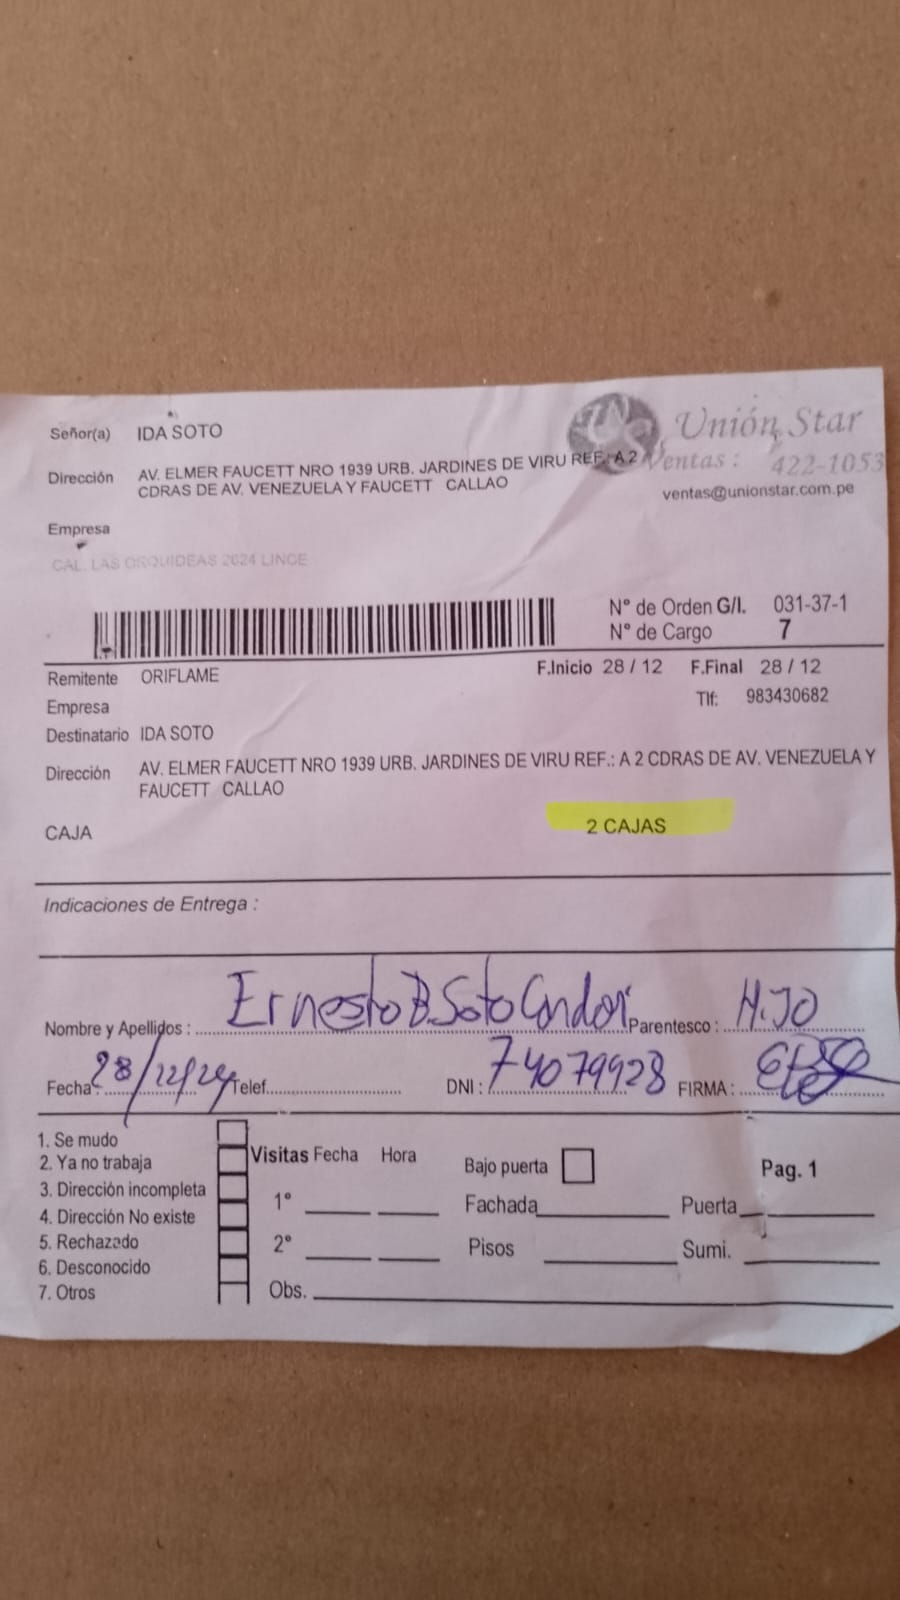 Señor(a) IDA SOTO
Unión Star
Dirección AV. ELMER FAUCETT NRO 1939 URB. JARDINES DE VIRU REF.: A 2
CDRAS DE AV. VENEZUELA Y FAUCETT CALLAO
Ventas : 422-1053
ventas@unionstar.com.pe
Empresa
CAL. LAS ORQUIDEAS 2624 LINCE
N° de Orden G/I. 031-37-1
N° de Cargo 7
Remitente ORIFLAME
F.Inicio 28 / 12 F.Final 28 / 12
Empresa
Tlf: 983430682
Destinatario IDA SOTO
Dirección AV. ELMER FAUCETT NRO 1939 URB. JARDINES DE VIRU REF.: A 2 CDRAS DE AV. VENEZUELA Y
FAUCETT CALLAO
CAJA 2 CAJAS
Indicaciones de Entrega :
Nombre y Apellidos : Ernesto B. Soto Condori Parentesco : HIJO
Fecha : 28/12/24 Telef. DNI : 74079928 FIRMA :
1. Se mudo
2. Ya no trabaja
3. Dirección incompleta
4. Dirección No existe
5. Rechazado
6. Desconocido
7. Otros
Visitas Fecha Hora
1°
2°
Obs.
Bajo puerta
Pag. 1
Fachada Puerta
Pisos Sumi.